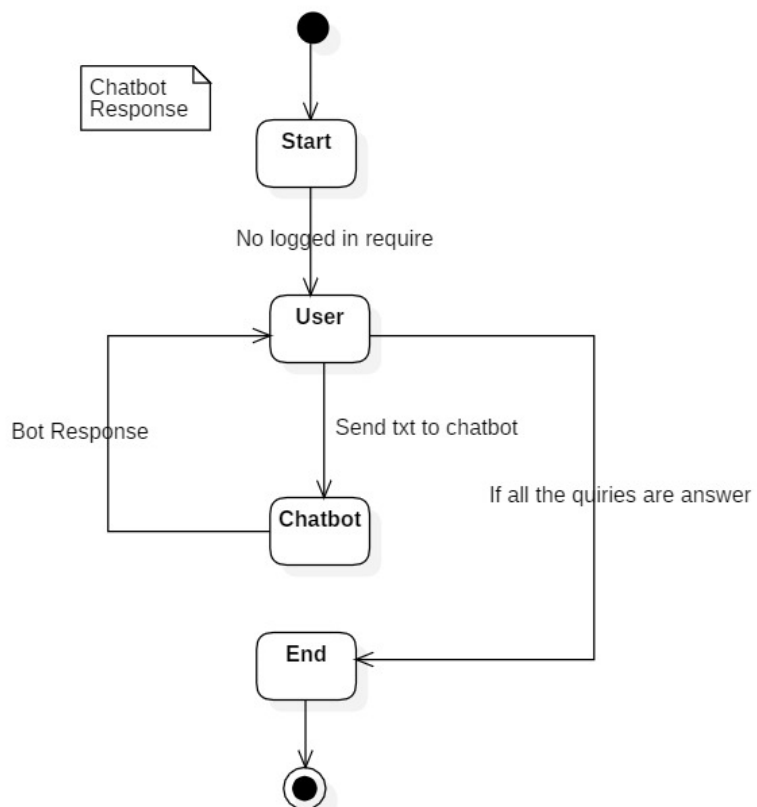 Chatbot
Response
Start
No logged in require
User
Bot Response
Send txt to chatbot
Chatbot
If all the quiries are answer
End